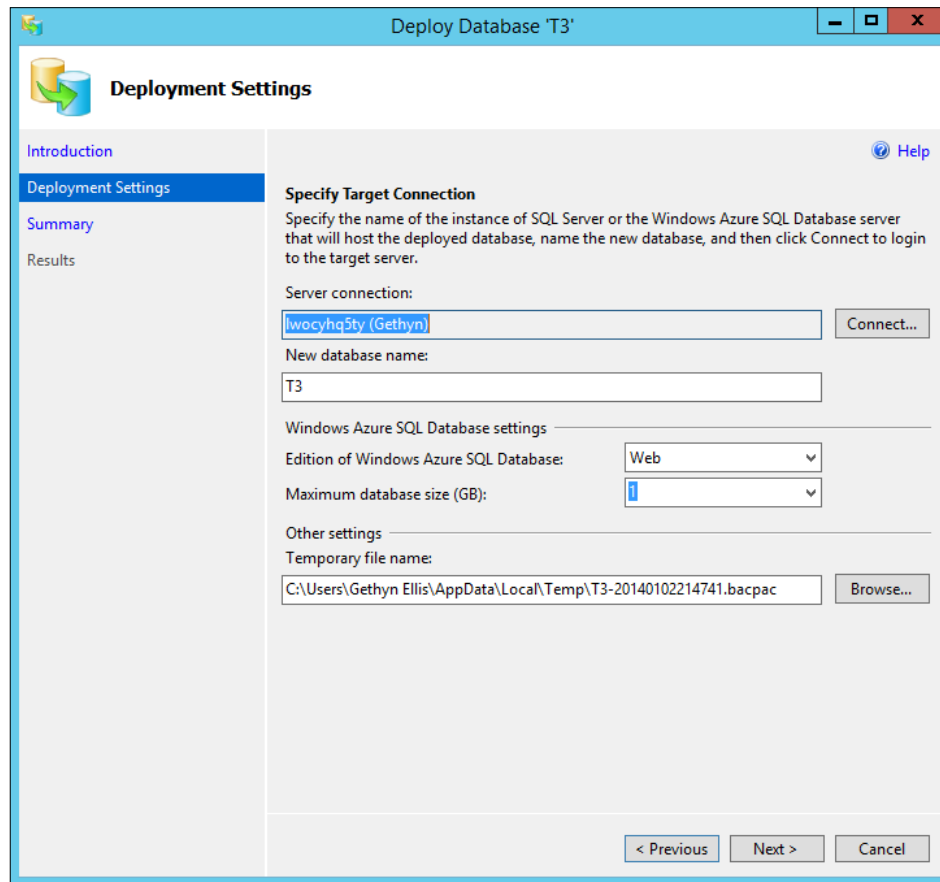 Deploy Database 'T3'
Deployment Settings
Introduction
Help
Deployment Settings
Summary
Results
Specify Target Connection
Specify the name of the instance of SQL Server or the Windows Azure SQL Database server
that will host the deployed database, name the new database, and then click Connect to login
to the target server.
Server connection:
lwocyhq5ty (Gethyn)
Connect...
New database name:
T3
Windows Azure SQL Database settings
Edition of Windows Azure SQL Database:
Web
Maximum database size (GB):
1
Other settings
Temporary file name:
C:\Users\Gethyn Ellis\AppData\Local\Temp\T3-20140102214741.bacpac
Browse...
< Previous
Next >
Cancel